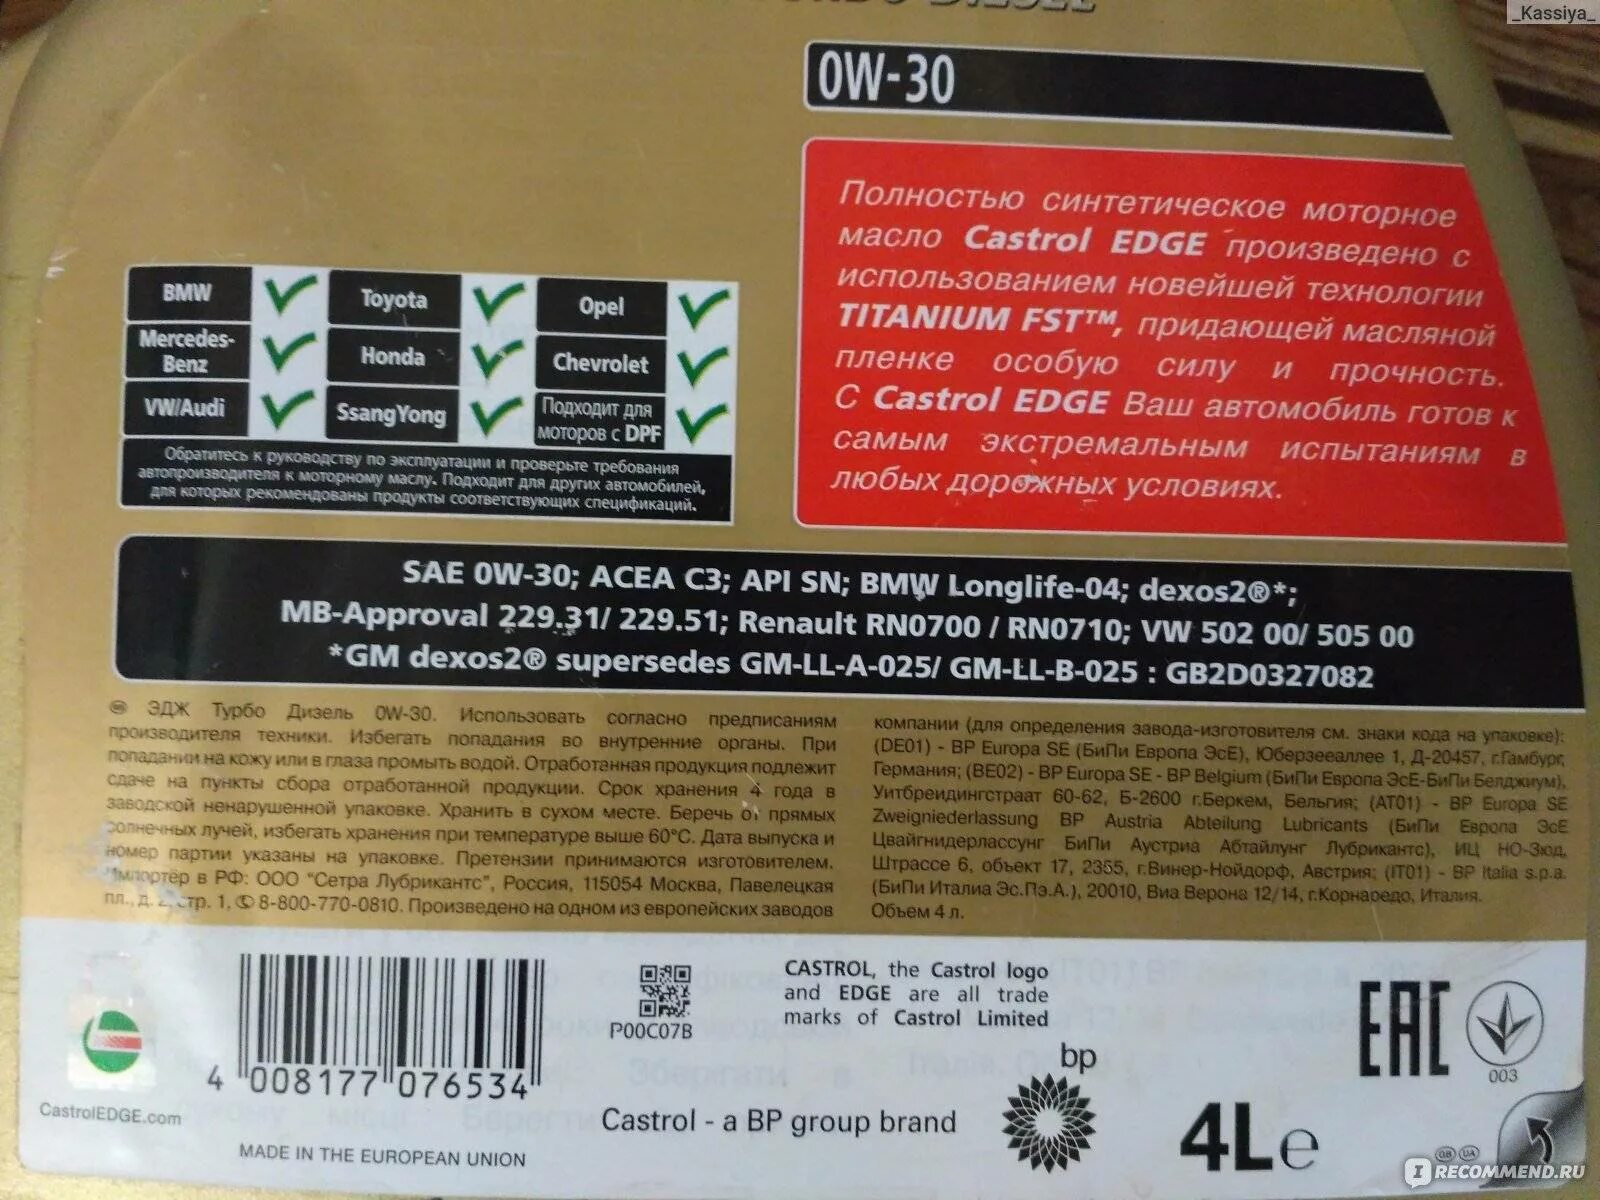 _Kassiya_
0W-30
Полностью синтетическое моторное
масло Castrol EDGE произведено с
использованием новейшей технологии
TITANIUM FST™, придающей масляной
пленке особую силу и прочность.
С Castrol EDGE Ваш автомобиль готов к
самым экстремальным испытаниям в
любых дорожных условиях.
BMW Toyota Opel
Mercedes-
Benz Honda Chevrolet
VW/Audi SsangYong Подходит для
моторов с DPF
Обратитесь к руководству по эксплуатации и проверьте требования
автопроизводителя к моторному маслу. Подходит для других автомобилей,
для которых рекомендованы продукты соответствующих спецификаций.
SAE 0W-30; ACEA C3; API SN; BMW Longlife-04; dexos2®*;
MB-Approval 229.31/ 229.51; Renault RN0700 / RN0710; VW 502 00/ 505 00
*GM dexos2® supersedes GM-LL-A-025/ GM-LL-B-025 : GB2D0327082
ЭДЖ Турбо Дизель 0W-30. Использовать согласно предписаниям
производителя техники. Избегать попадания во внутренние органы. При
попадании на кожу или в глаза промыть водой. Отработанная продукция подлежит
сдаче на пункты сбора отработанной продукции. Срок хранения 4 года в
заводской ненарушенной упаковке. Хранить в сухом месте. Беречь от прямых
солнечных лучей, избегать хранения при температуре выше 60°C. Дата выпуска и
номер партии указаны на упаковке. Претензии принимаются изготовителем.
Импортёр в РФ: ООО "Сетра Лубрикантс", Россия, 115054 Москва, Павелецкая
пл., д. 2, стр. 1, 8-800-770-0810. Произведено на одном из европейских заводов
компании (для определения завода-изготовителя см. знаки кода на упаковке):
(DE01) - BP Europa SE (БиПи Европа ЭсЕ), Юберзееаллее 1, Д-20457, г.Гамбург,
Германия; (BE02) - BP Europa SE - BP Belgium (БиПи Европа ЭсЕ-БиПи Белджиум),
Уитбрейдингстраат 60-62, Б-2600 г.Беркем, Бельгия; (AT01) - BP Europa SE
Zweigniederlassung BP Austria Abteilung Lubricants (БиПи Европа ЭсЕ
Цвайгнидерлассунг БиПи Аустриа Абтайлунг Лубрикантс), ИЦ НО-Зюд,
Штрассе 6, объект 17, 2355, г.Винер-Нойдорф, Австрия; (IT01) - BP Italia s.p.a.
(БиПи Италиа Эс.Пэ.А.), 20010, Виа Верона 12/14, г.Корнаредо, Италия.
Объем 4 л.
4 008177 076534
CastrolEDGE.com
MADE IN THE EUROPEAN UNION
P00C07B
CASTROL, the Castrol logo
and EDGE are all trade
marks of Castrol Limited
bp
Castrol - a BP group brand
EAC
003
4L e
GB UA
IRECOMMEND.RU